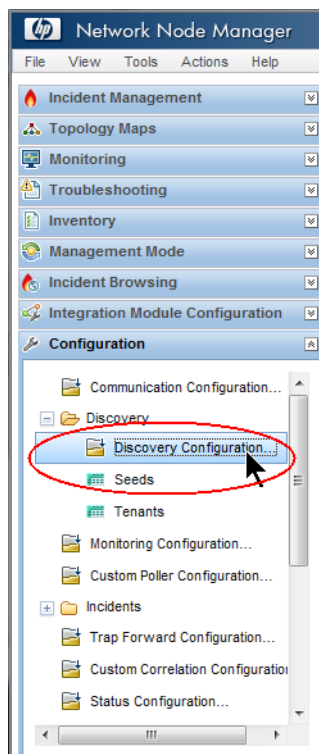 hp Network Node Manager
File View Tools Actions Help
Incident Management
Topology Maps
Monitoring
Troubleshooting
Inventory
Management Mode
Incident Browsing
Integration Module Configuration
Configuration
Communication Configuration...
Discovery
Discovery Configuration...
Seeds
Tenants
Monitoring Configuration...
Custom Poller Configuration...
Incidents
Trap Forward Configuration...
Custom Correlation Configuration
Status Configuration...